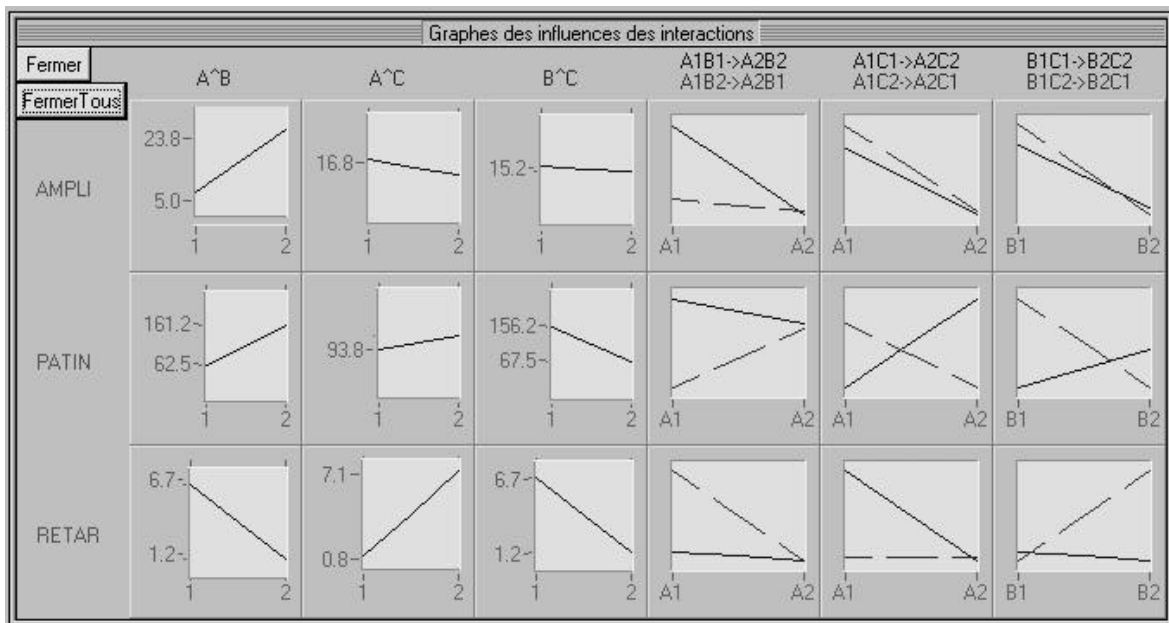 Graphes des influences des interactions
Fermer
FermerTous
A^B A^C B^C A1B1->A2B2 A1C1->A2C2 B1C1->B2C2
A1B2->A2B1 A1C2->A2C1 B1C2->B2C1
AMPLI
23.8
5.0
1 2
16.8
1 2
15.2
1 2
A1 A2
A1 A2
B1 B2
PATIN
161.2
62.5
1 2
93.8
1 2
156.2
67.5
1 2
A1 A2
A1 A2
B1 B2
RETAR
6.7
1.2
1 2
7.1
0.8
1 2
6.7
1.2
1 2
A1 A2
A1 A2
B1 B2